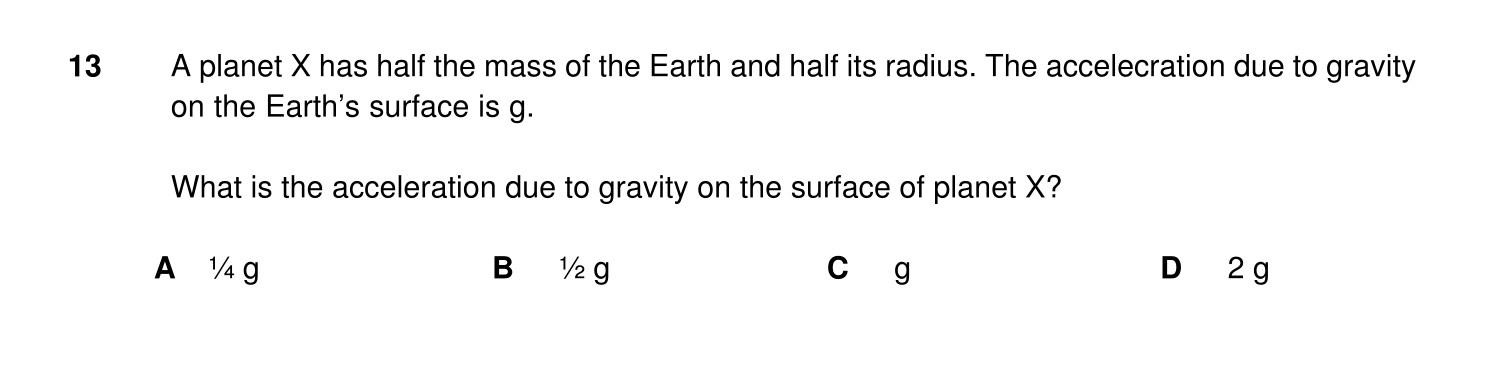 13 A planet X has half the mass of the Earth and half its radius. The accelecration due to gravity
on the Earth’s surface is g.
What is the acceleration due to gravity on the surface of planet X?
A ¼ g B ½ g C g D 2 g